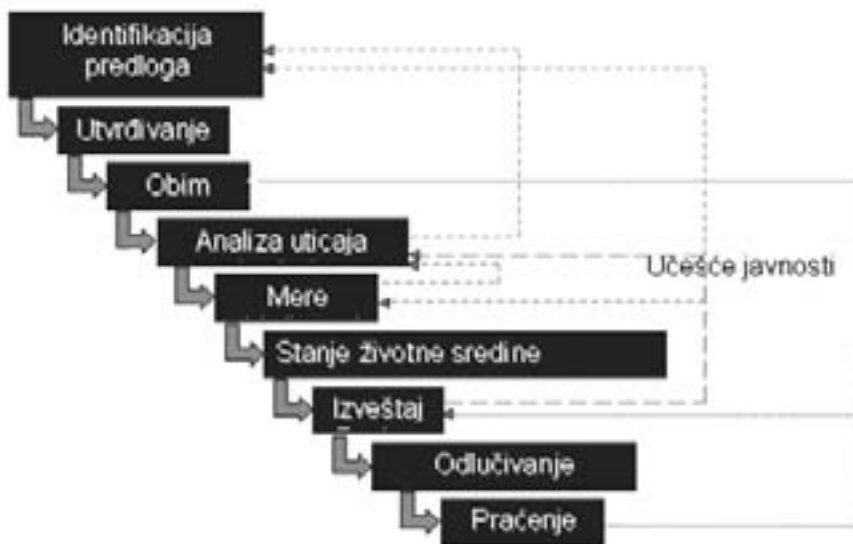 Identifikacija
predloga
Utvrđivanje
Obim
Analiza uticaja
Učešće javnosti
Mere
Stanje životne sredine
Izveštaj
Odlučivanje
Praćenje